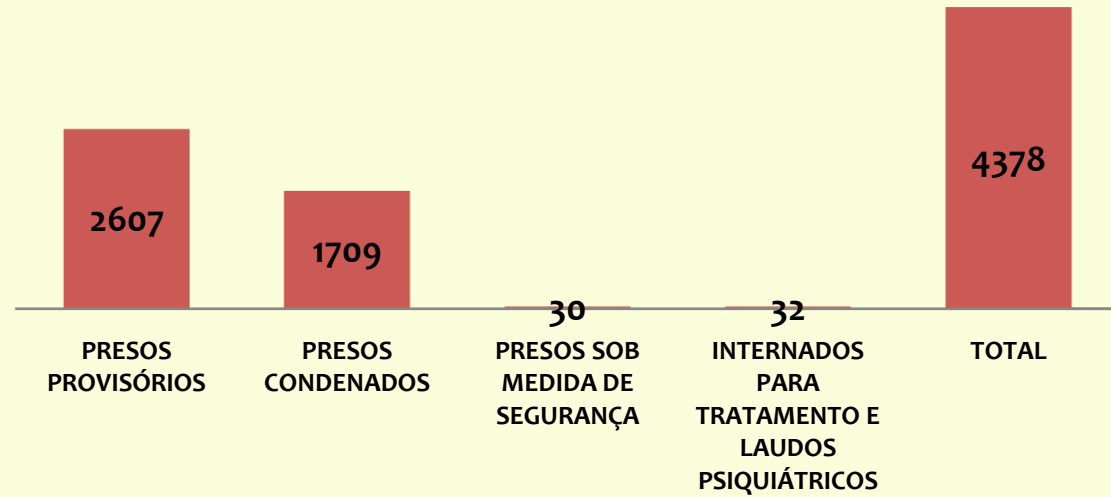 2607
1709
30
32
4378
PRESOS
PROVISÓRIOS
PRESOS
CONDENADOS
PRESOS SOB
MEDIDA DE
SEGURANÇA
INTERNADOS
PARA
TRATAMENTO E
LAUDOS
PSIQUIÁTRICOS
TOTAL